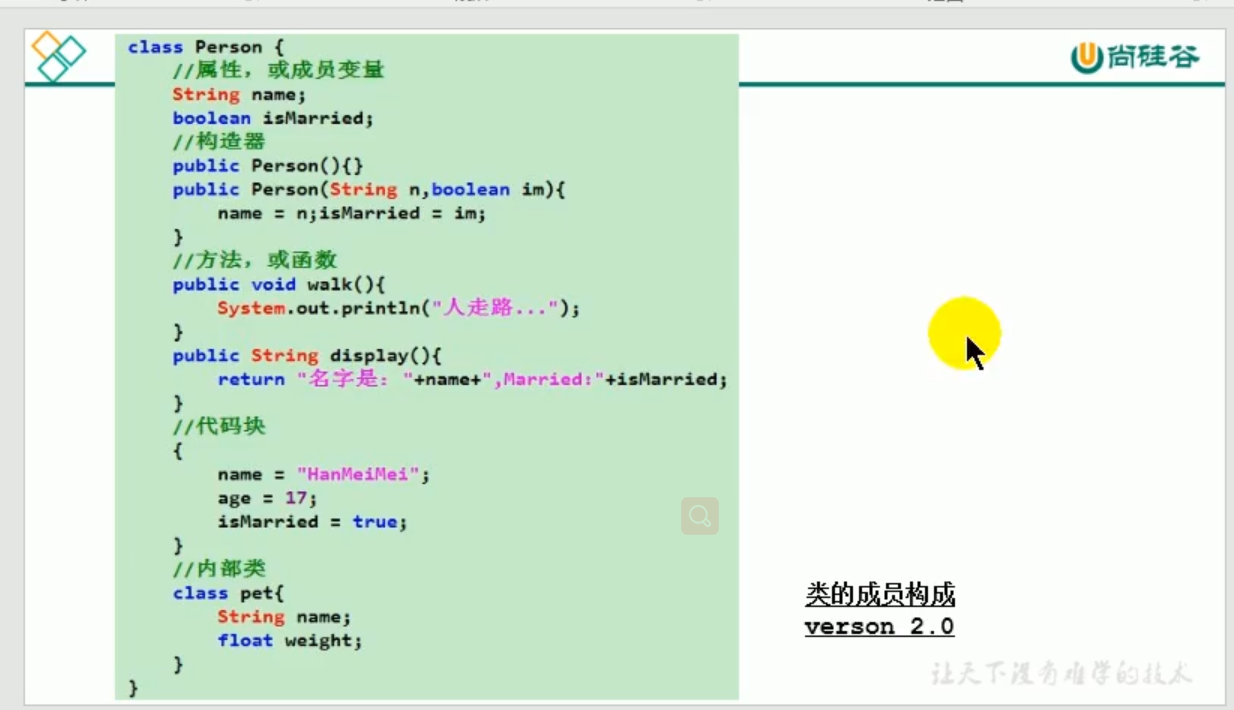 尚硅谷
class Person {
//属性，或成员变量
String name;
boolean isMarried;
//构造器
public Person(){}
public Person(String n,boolean im){
name = n;isMarried = im;
}
//方法，或函数
public void walk(){
System.out.println("人走路...");
}
public String display(){
return "名字是："+name+",Married:"+isMarried;
}
//代码块
{
name = "HanMeiMei";
age = 17;
isMarried = true;
}
//内部类
class pet{
String name;
float weight;
}
}
类的成员构成
verson 2.0
让天下没有难学的技术